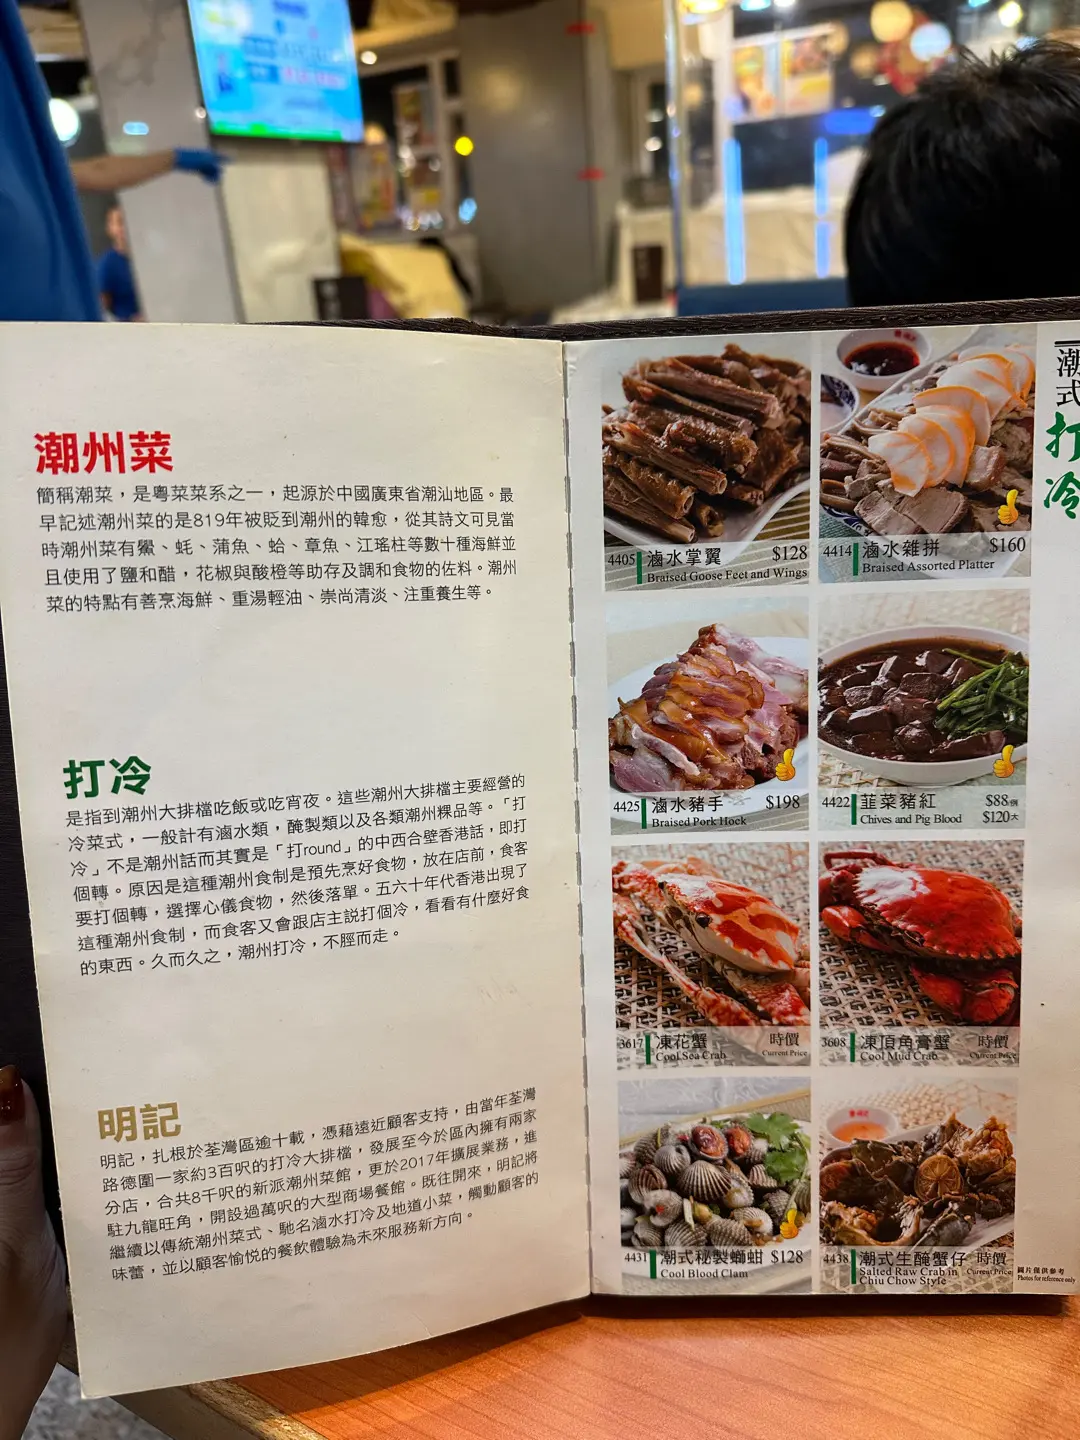 潮州菜
簡稱潮菜，是粵菜菜系之一，起源於中國廣東省潮汕地區。最
早記述潮州菜的是819年被貶到潮州的韓愈，從其詩文可見當
時潮州菜有鱟、蚝、蒲魚、蛤、章魚、江瑤柱等數十種海鮮並
且使用了鹽和醋，花椒與酸橙等助存及調和食物的佐料。潮州
菜的特點有善烹海鮮、重湯輕油、崇尚清淡、注重養生等。
打冷
是指到潮州大排檔吃飯或吃宵夜。這些潮州大排檔主要經營的
冷菜式，一般計有滷水類，醃製類以及各類潮州粿品等。「打
冷」不是潮州話而其實是「打round」的中西合璧香港話，即打
個轉。原因是這種潮州食制是預先烹好食物，放在店前，食客
要打個轉，選擇心儀食物，然後落單。五六十年代香港出現了
這種潮州食制，而食客又會跟店主説打個冷，看看有什麼好食
的東西。久而久之，潮州打冷，不脛而走。
明記
明記，扎根於荃灣區逾十載，憑藉遠近顧客支持，由當年荃灣
路德圍一家約3百呎的打冷大排檔，發展至今於區內擁有兩家
分店，合共8千呎的新派潮州菜館，更於2017年擴展業務，進
駐九龍旺角，開設過萬呎的大型商場餐館。既往開來，明記將
繼續以傳統潮州菜式、馳名滷水打冷及地道小菜，觸動顧客的
味蕾，並以顧客愉悦的餐飲體驗為未來服務新方向。
潮式
打冷
4405 滷水掌翼 $128
Braised Goose Feet and Wings
4414 滷水雜拼 $160
Braised Assorted Platter
4425 滷水豬手 $198
Braised Pork Hock
4422 韮菜豬紅 $88例
Chives and Pig Blood $120大
3617 凍花蟹 時價
Cool Sea Crab Current Price
3608 凍頂角膏蟹 時價
Cool Mud Crab Current Price
4431 潮式秘製螄蚶 $128
Cool Blood Clam
4438 潮式生醃蟹仔 時價
Salted Raw Crab in Current Price
Chiu Chow Style
圖片僅供參考
Photos for reference only